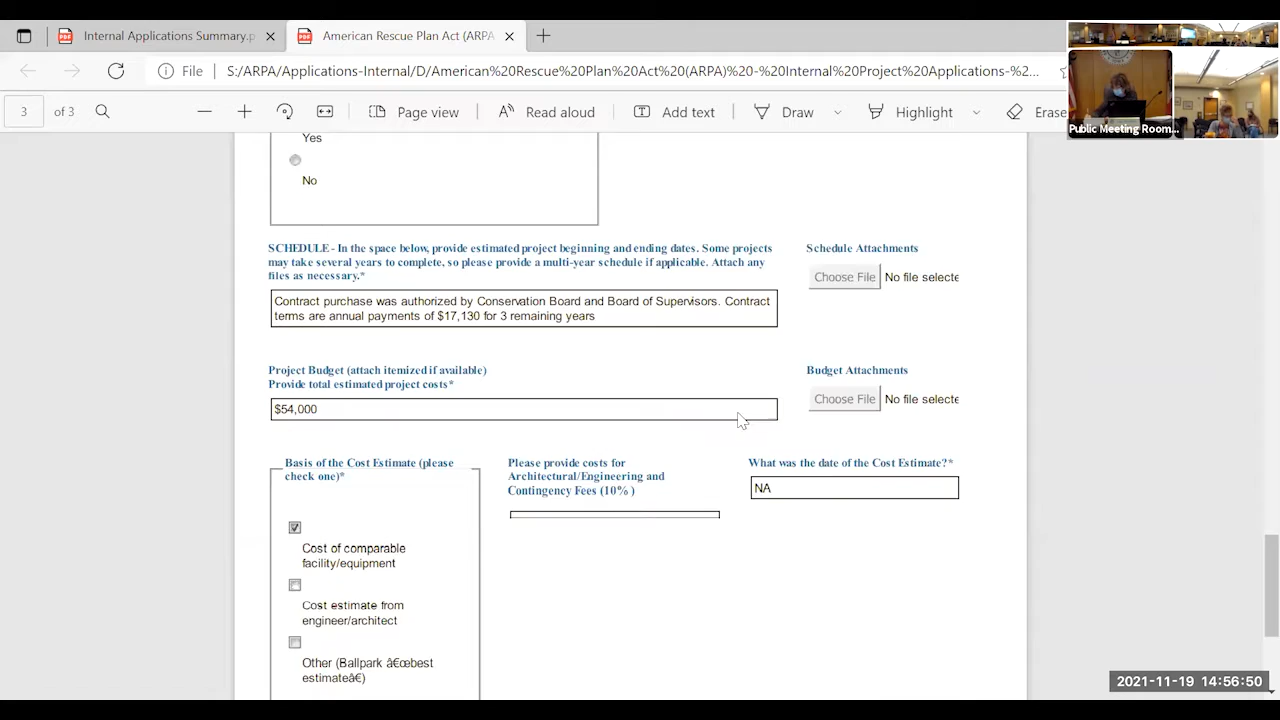 Internal Applications Summary.p
American Rescue Plan Act (ARPA
File
S:/ARPA/Applications-Internal/D/American%20Rescue%20Plan%20Act%20(ARPA)%20-%20Internal%20Project%20Applications-%2...
3 of 3
Page view
Read aloud
Add text
Draw
Highlight
Erase
Public Meeting Room...
Yes
No
SCHEDULE - In the space below, provide estimated project beginning and ending dates. Some projects
may take several years to complete, so please provide a multi-year schedule if applicable. Attach any
files as necessary.*
Schedule Attachments
Choose File No file selecte
Contract purchase was authorized by Conservation Board and Board of Supervisors. Contract
terms are annual payments of $17,130 for 3 remaining years
Project Budget (attach itemized if available)
Provide total estimated project costs*
Budget Attachments
Choose File No file selecte
$54,000
Basis of the Cost Estimate (please
check one)*
Please provide costs for
Architectural/Engineering and
Contingency Fees (10% )
What was the date of the Cost Estimate?*
NA
Cost of comparable
facility/equipment
Cost estimate from
engineer/architect
Other (Ballpark â€œbest
estimateâ€)
2021-11-19 14:56:50